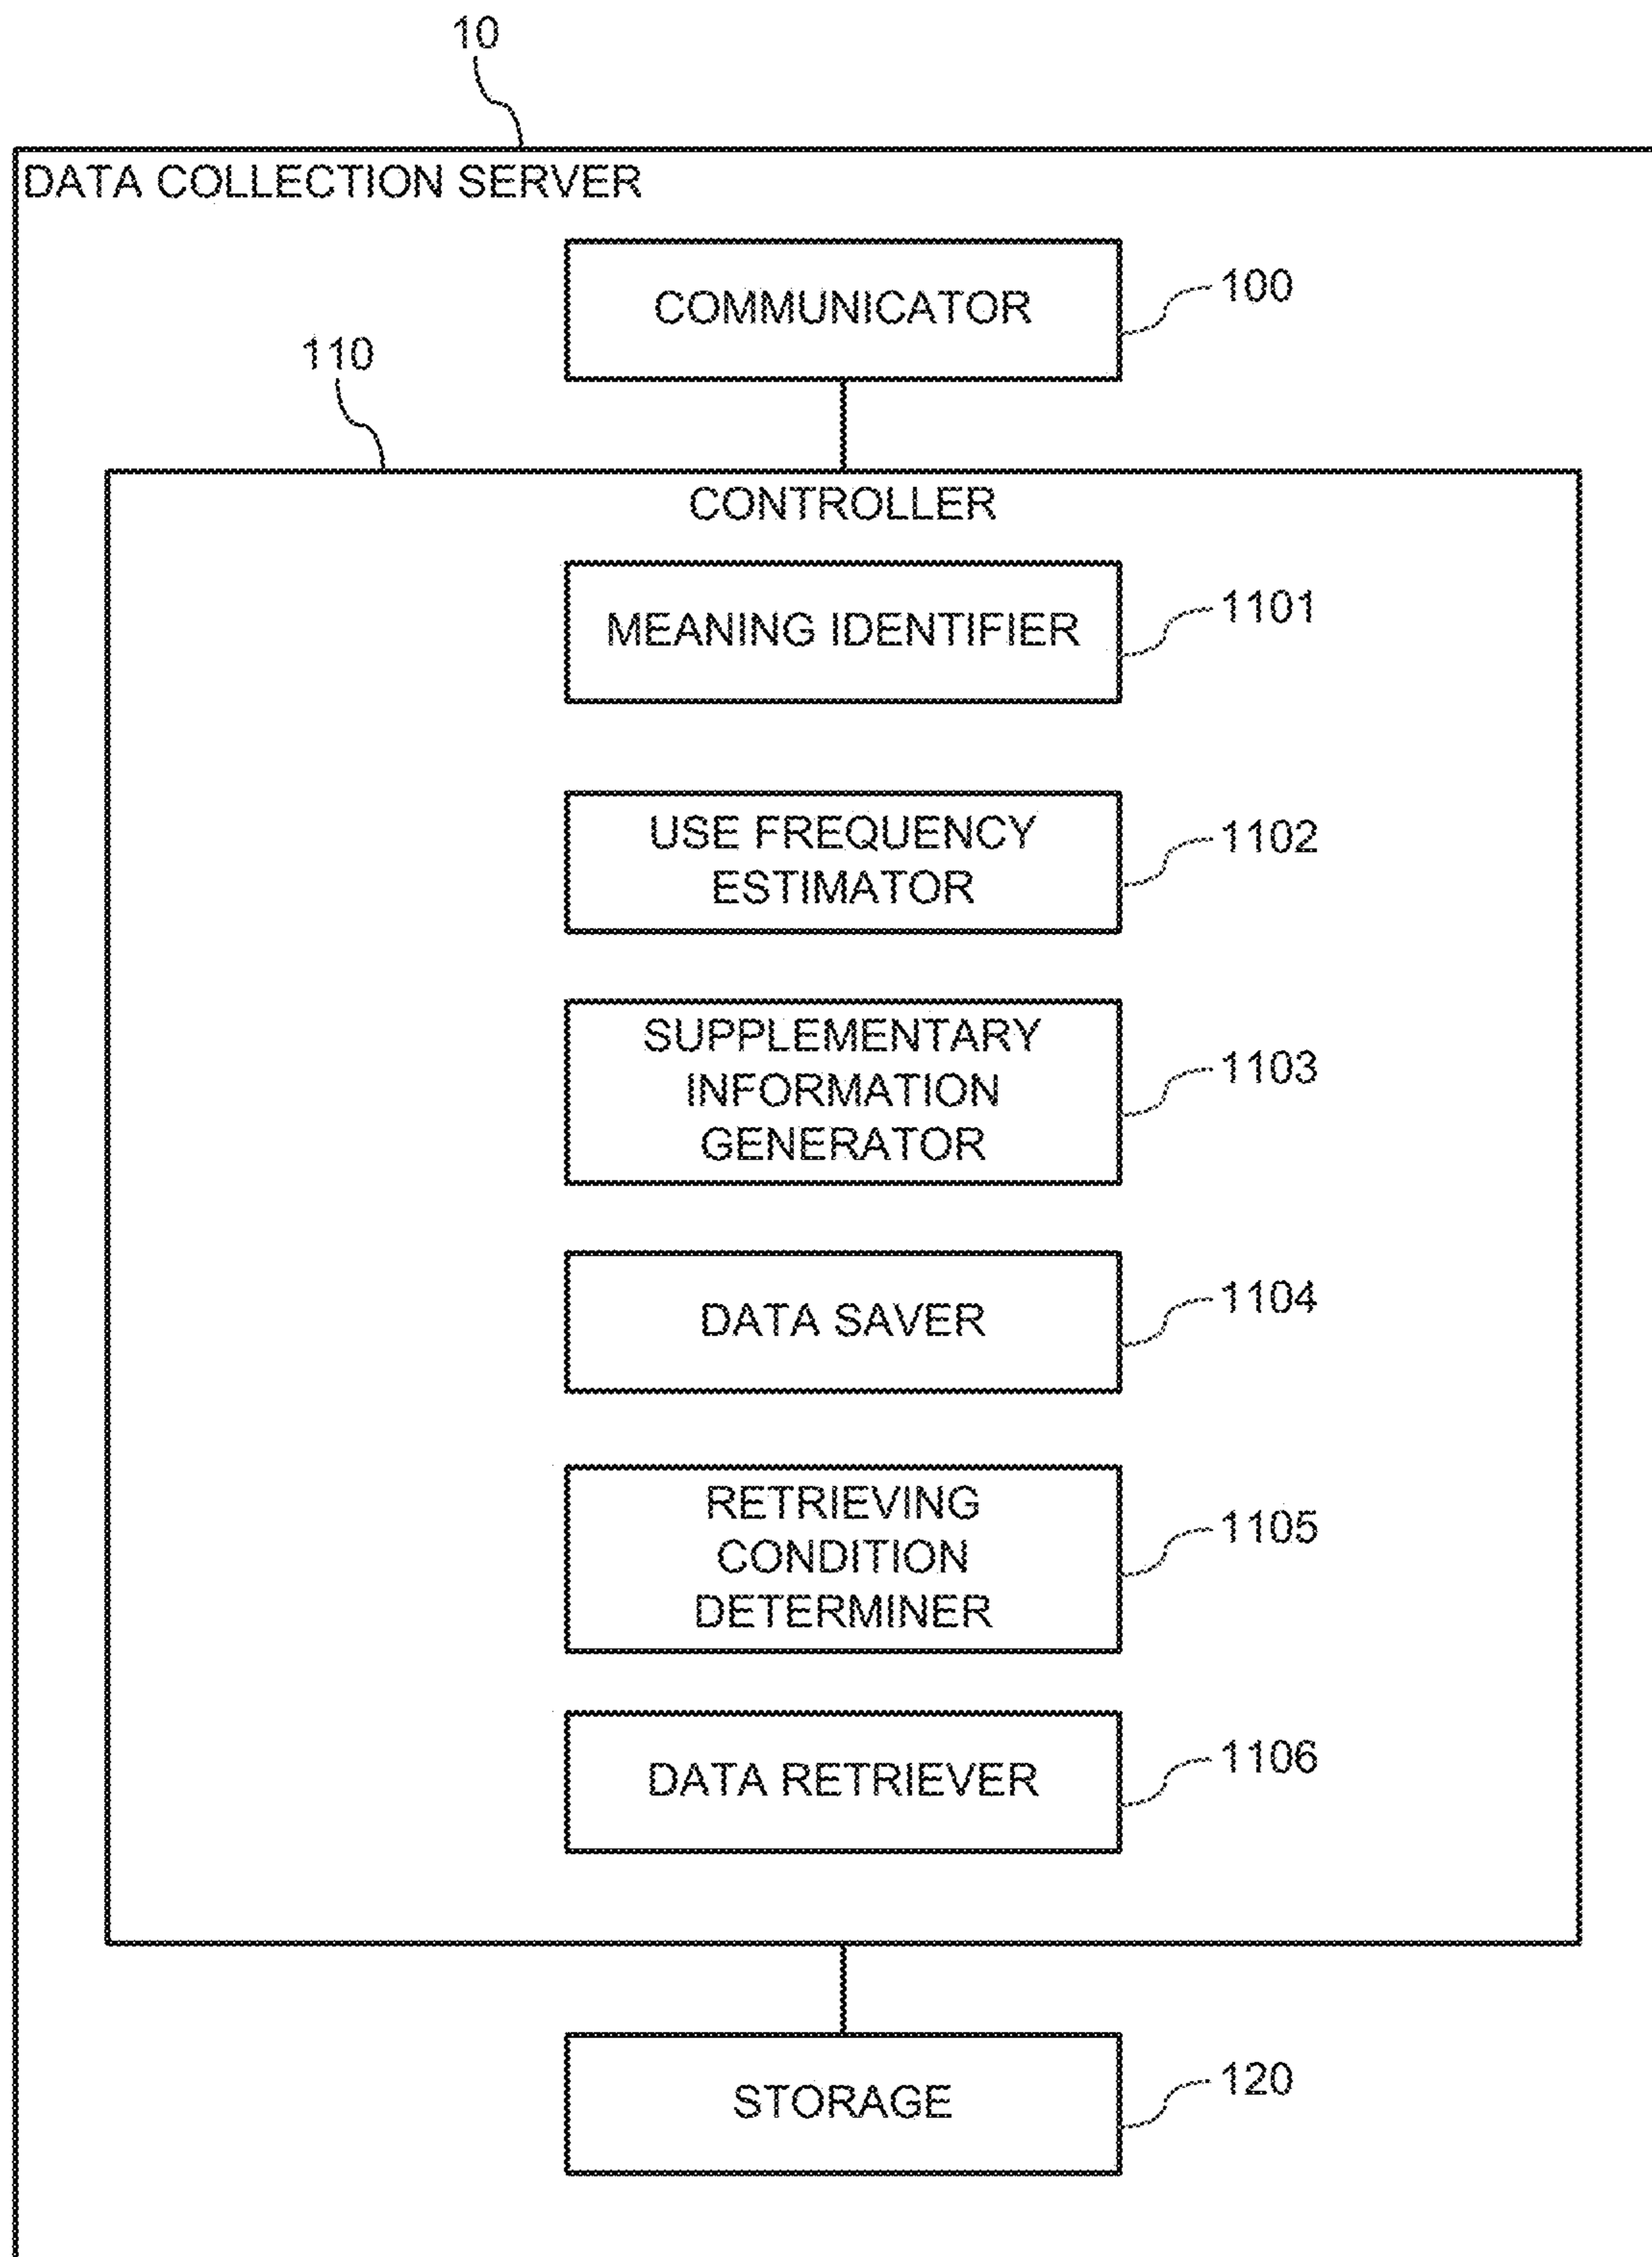 10
DATA COLLECTION SERVER
COMMUNICATOR
100
110
CONTROLLER
MEANING IDENTIFIER
1101
USE FREQUENCY
ESTIMATOR
1102
SUPPLEMENTARY
INFORMATION
GENERATOR
1103
DATA SAVER
1104
RETRIEVING
CONDITION
DETERMINER
1105
DATA RETRIEVER
1106
STORAGE
120